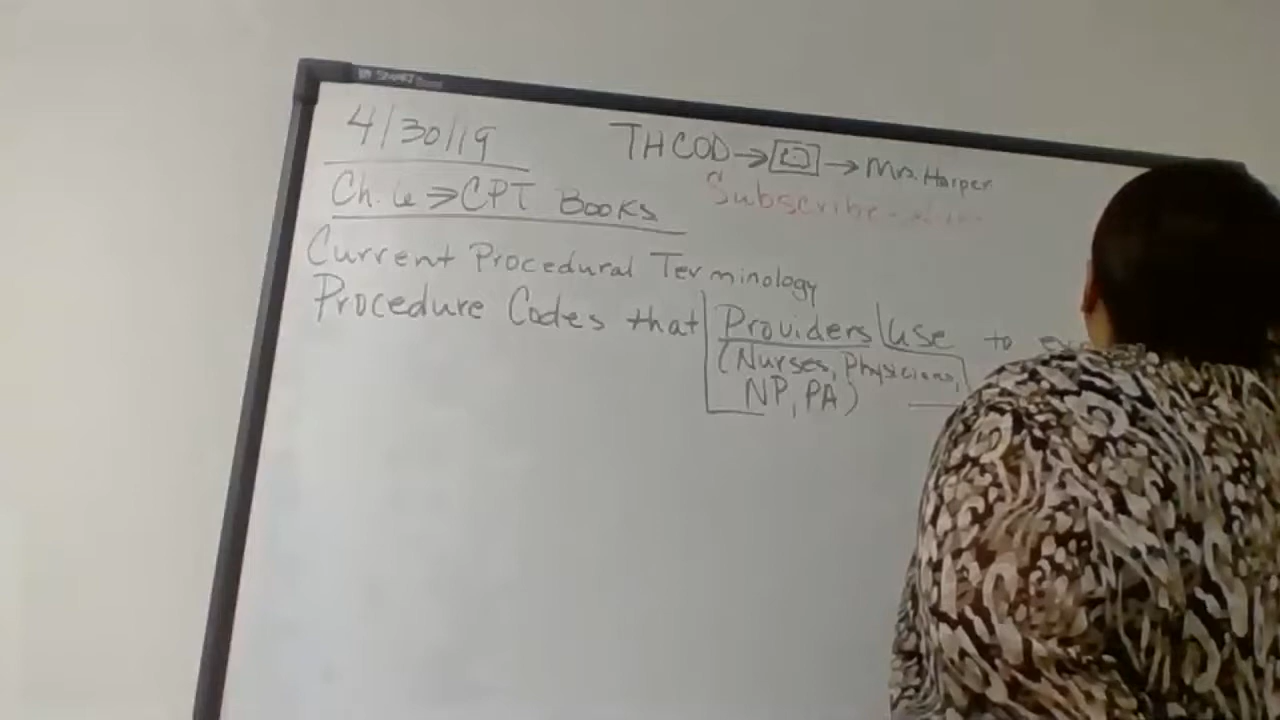 SMART
4/30/19
THCOD → → Mrs. Harper
Subscribe
Ch. 6 ⇒ CPT Books
Current Procedural Terminology
Procedure Codes that Providers use to
(Nurses, Physicians,
NP, PA)